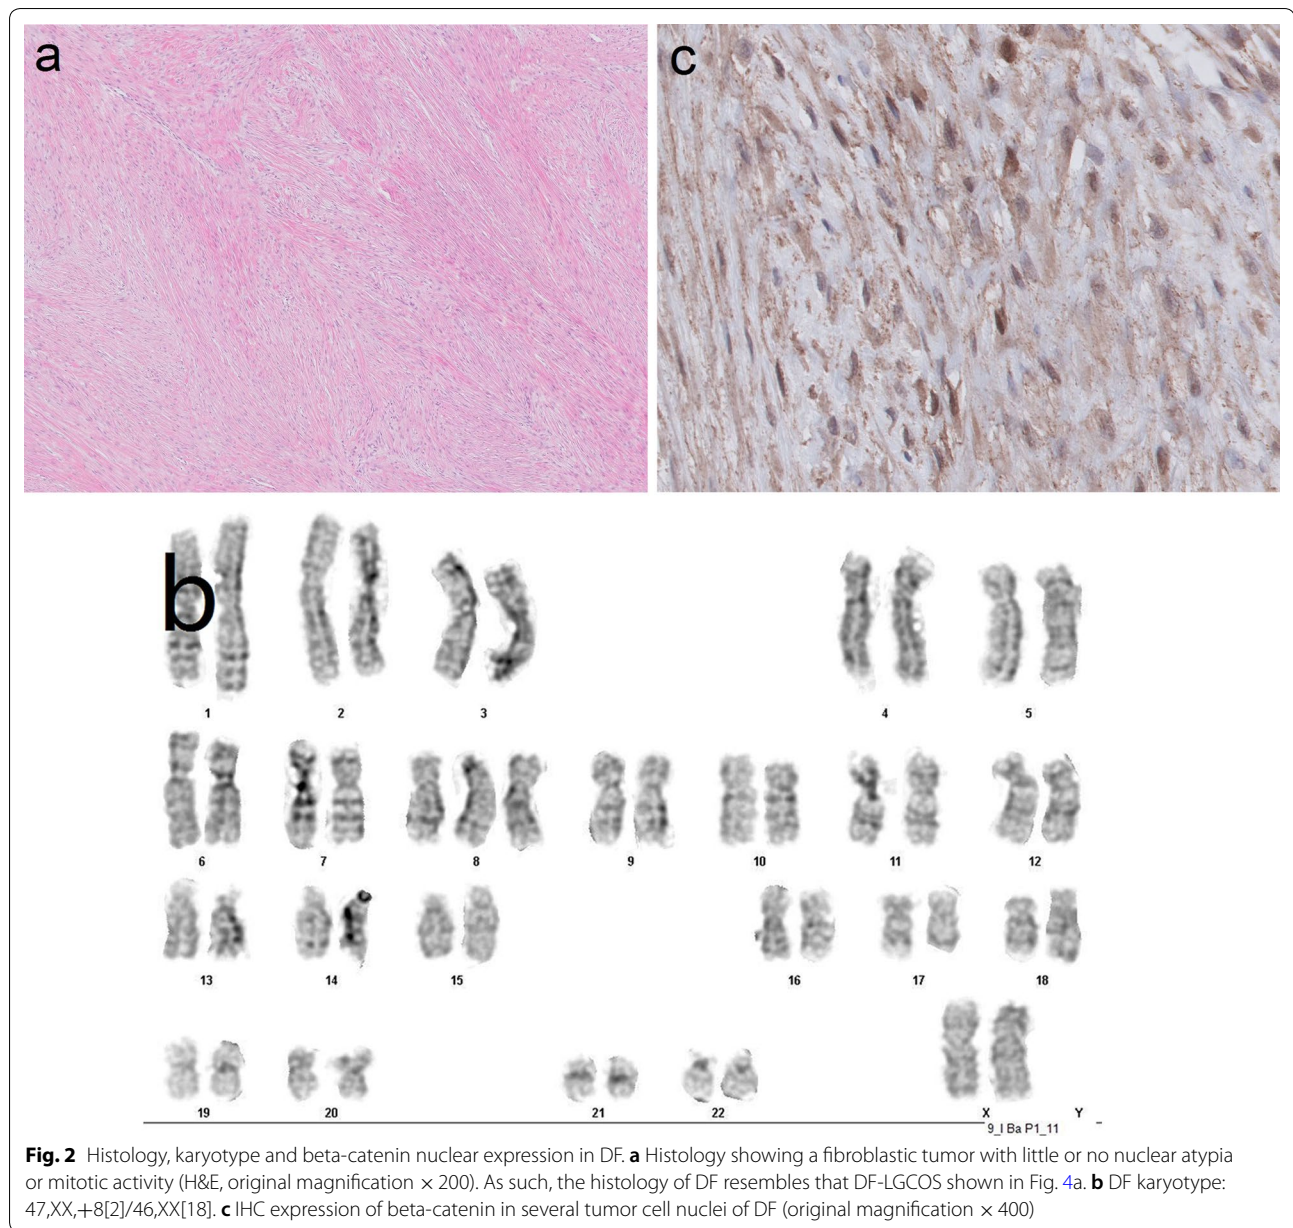 a
c
b
1 2 3 4 5
6 7 8 9 10 11 12
13 14 15 16 17 18
19 20 21 22 X Y
9_I Ba P1_11
Fig. 2 Histology, karyotype and beta-catenin nuclear expression in DF. a Histology showing a fibroblastic tumor with little or no nuclear atypia
or mitotic activity (H&E, original magnification × 200). As such, the histology of DF resembles that DF-LGCOS shown in Fig. 4a. b DF karyotype:
47,XX,+8[2]/46,XX[18]. c IHC expression of beta-catenin in several tumor cell nuclei of DF (original magnification × 400)